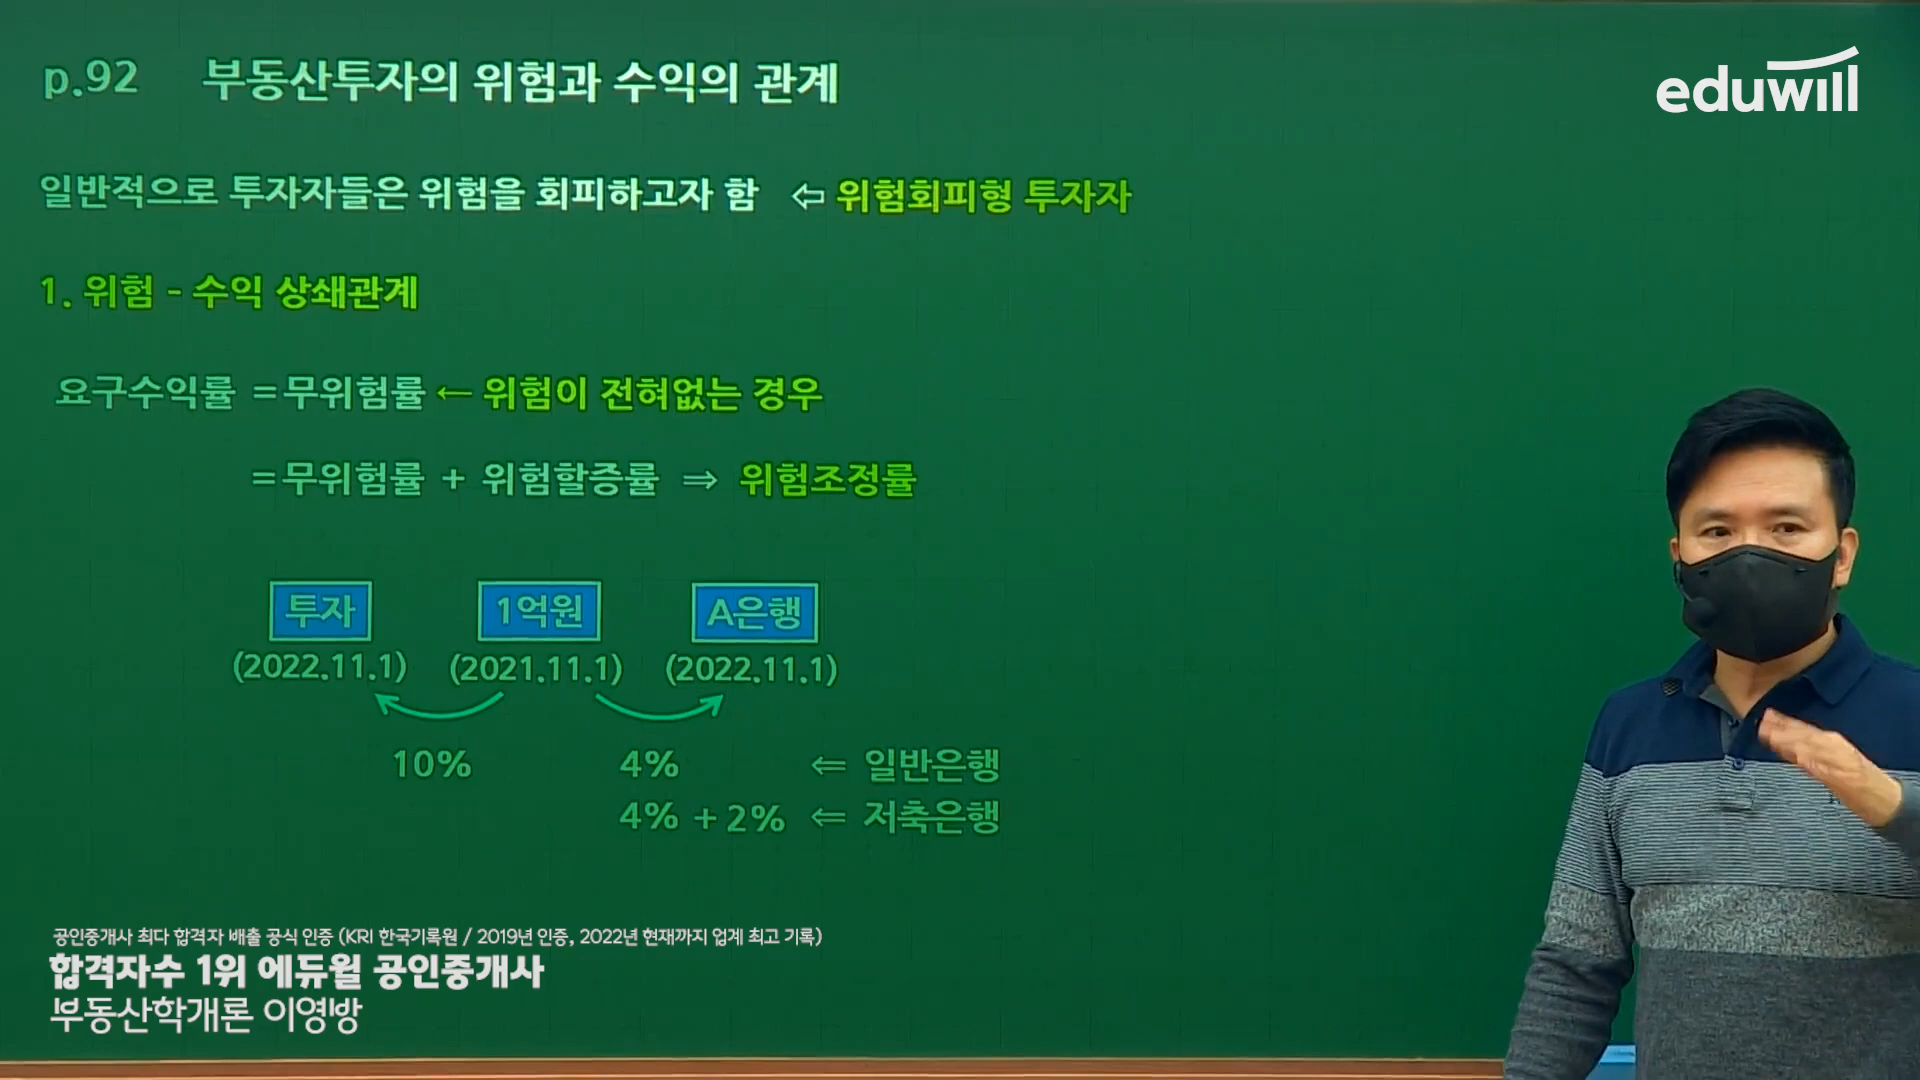 p.92 부동산투자의 위험과 수익의 관계
eduwill
일반적으로 투자자들은 위험을 회피하고자 함 ⇦ 위험회피형 투자자
1. 위험 - 수익 상쇄관계
요구수익률 = 무위험률 ← 위험이 전혀없는 경우
= 무위험률 + 위험할증률 ⇒ 위험조정률
투자 1억원 A은행
(2022.11.1) (2021.11.1) (2022.11.1)
10% 4% ⇐ 일반은행
4% + 2% ⇐ 저축은행
공인중개사 최다 합격자 배출 공식 인증 (KRI 한국기록원 / 2019년 인증, 2022년 현재까지 업계 최고 기록)
합격자수 1위 에듀윌 공인중개사
부동산학개론 이영방